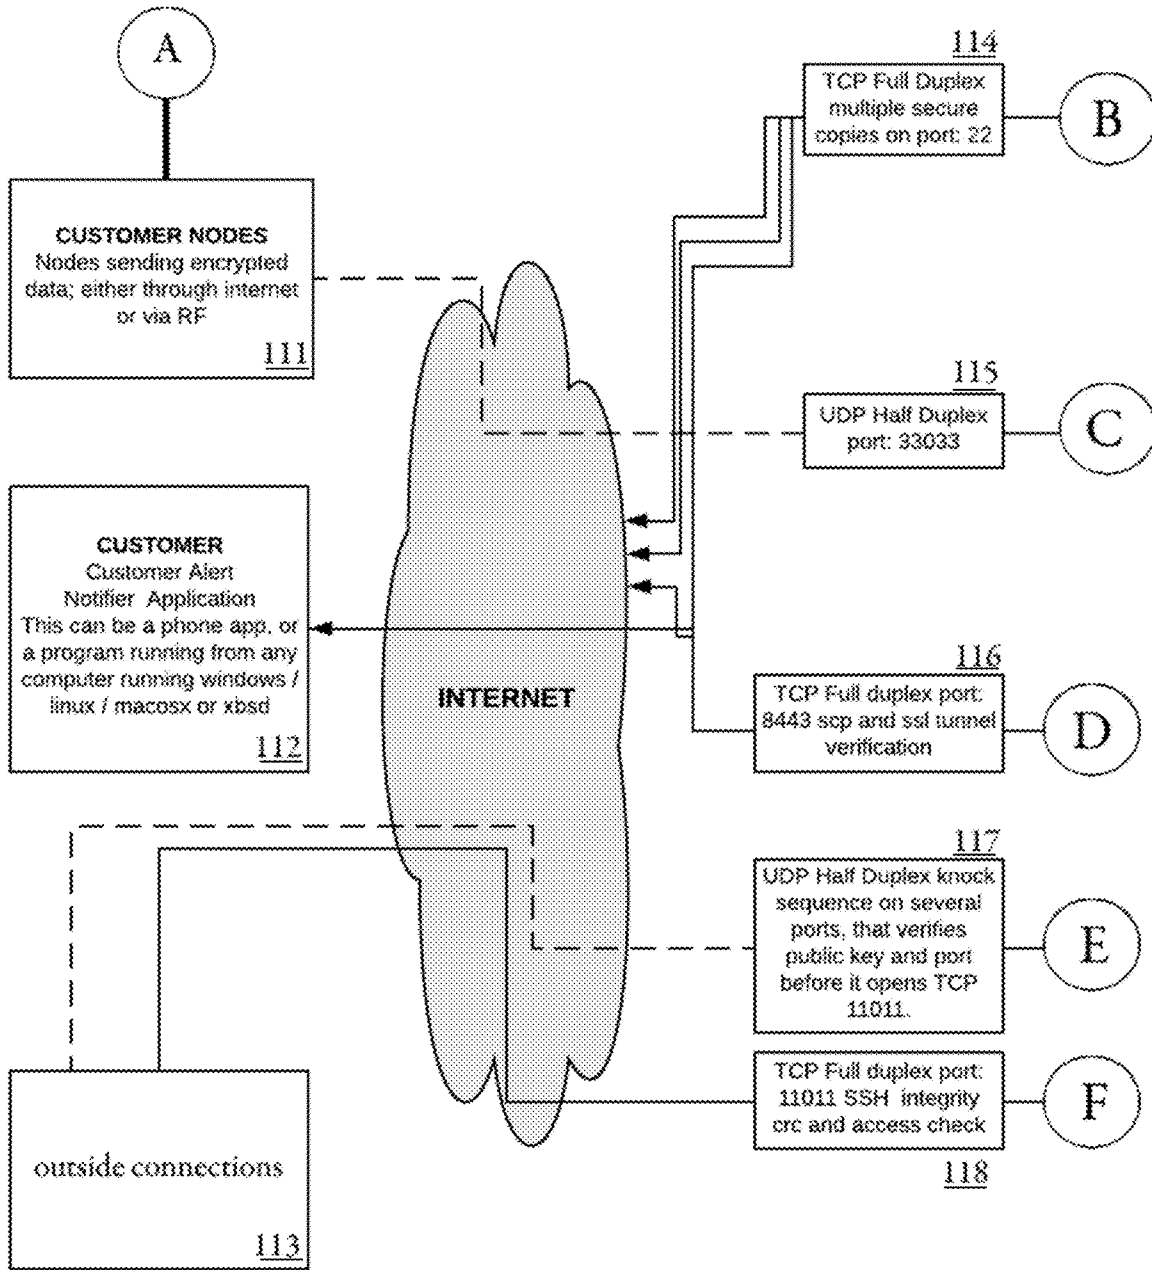 A
CUSTOMER NODES
Nodes sending encrypted
data; either through internet
or via RF
111
CUSTOMER
Customer Alert
Notifier Application
This can be a phone app, or
a program running from any
computer running windows /
linux / macosx or xbsd
112
outside connections
113
INTERNET
114
TCP Full Duplex
multiple secure
copies on port: 22
B
115
UDP Half Duplex
port: 33033
C
116
TCP Full duplex port:
8443 scp and ssl tunnel
verification
D
117
UDP Half Duplex knock
sequence on several
ports, that verifies
public key and port
before it opens TCP
11011.
E
TCP Full duplex port:
11011 SSH integrity
crc and access check
118
F